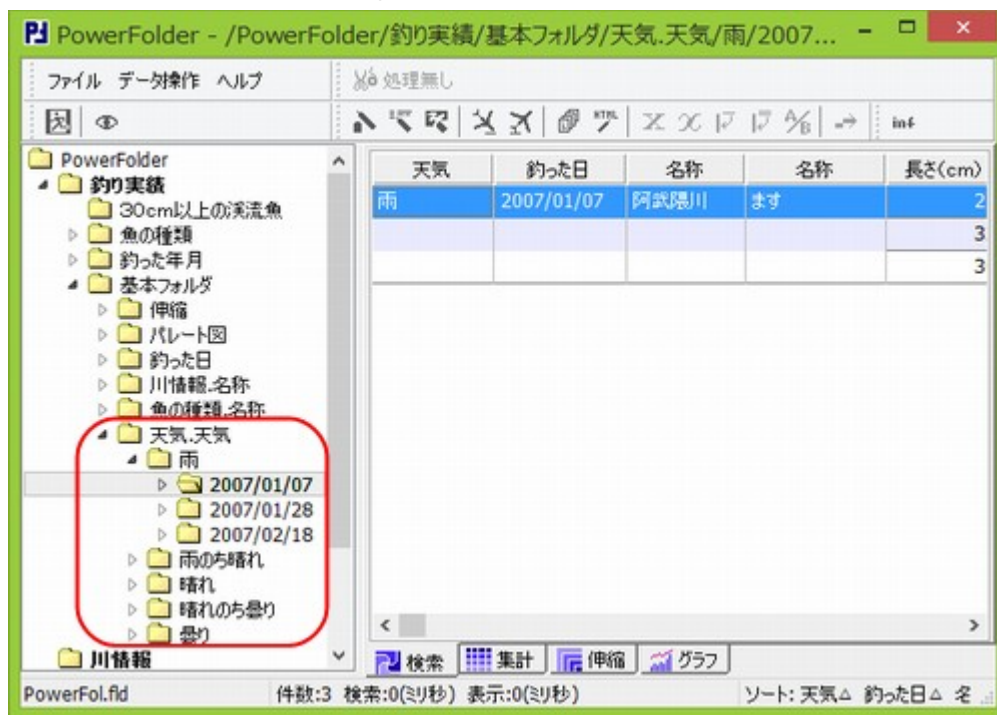 PowerFolder - /PowerFolder/釣り実績/基本フォルダ/天気.天気/雨/2007...
ファイル データ操作 ヘルプ 処理無し
HTML A/B inf
PowerFolder
釣り実績
30cm以上の渓流魚
魚の種類
釣った年月
基本フォルダ
伸縮
パレート図
釣った日
川情報.名称
魚の種類.名称
天気.天気
雨
2007/01/07
2007/01/28
2007/02/18
雨のち晴れ
晴れ
晴れのち曇り
曇り
川情報
天気 釣った日 名称 名称 長さ(cm)
雨 2007/01/07 阿武隈川 ます 2
3
3
検索 集計 伸縮 グラフ
PowerFol.fld 件数:3 検索:0(ミリ秒) 表示:0(ミリ秒) ソート: 天気△ 釣った日△ 名